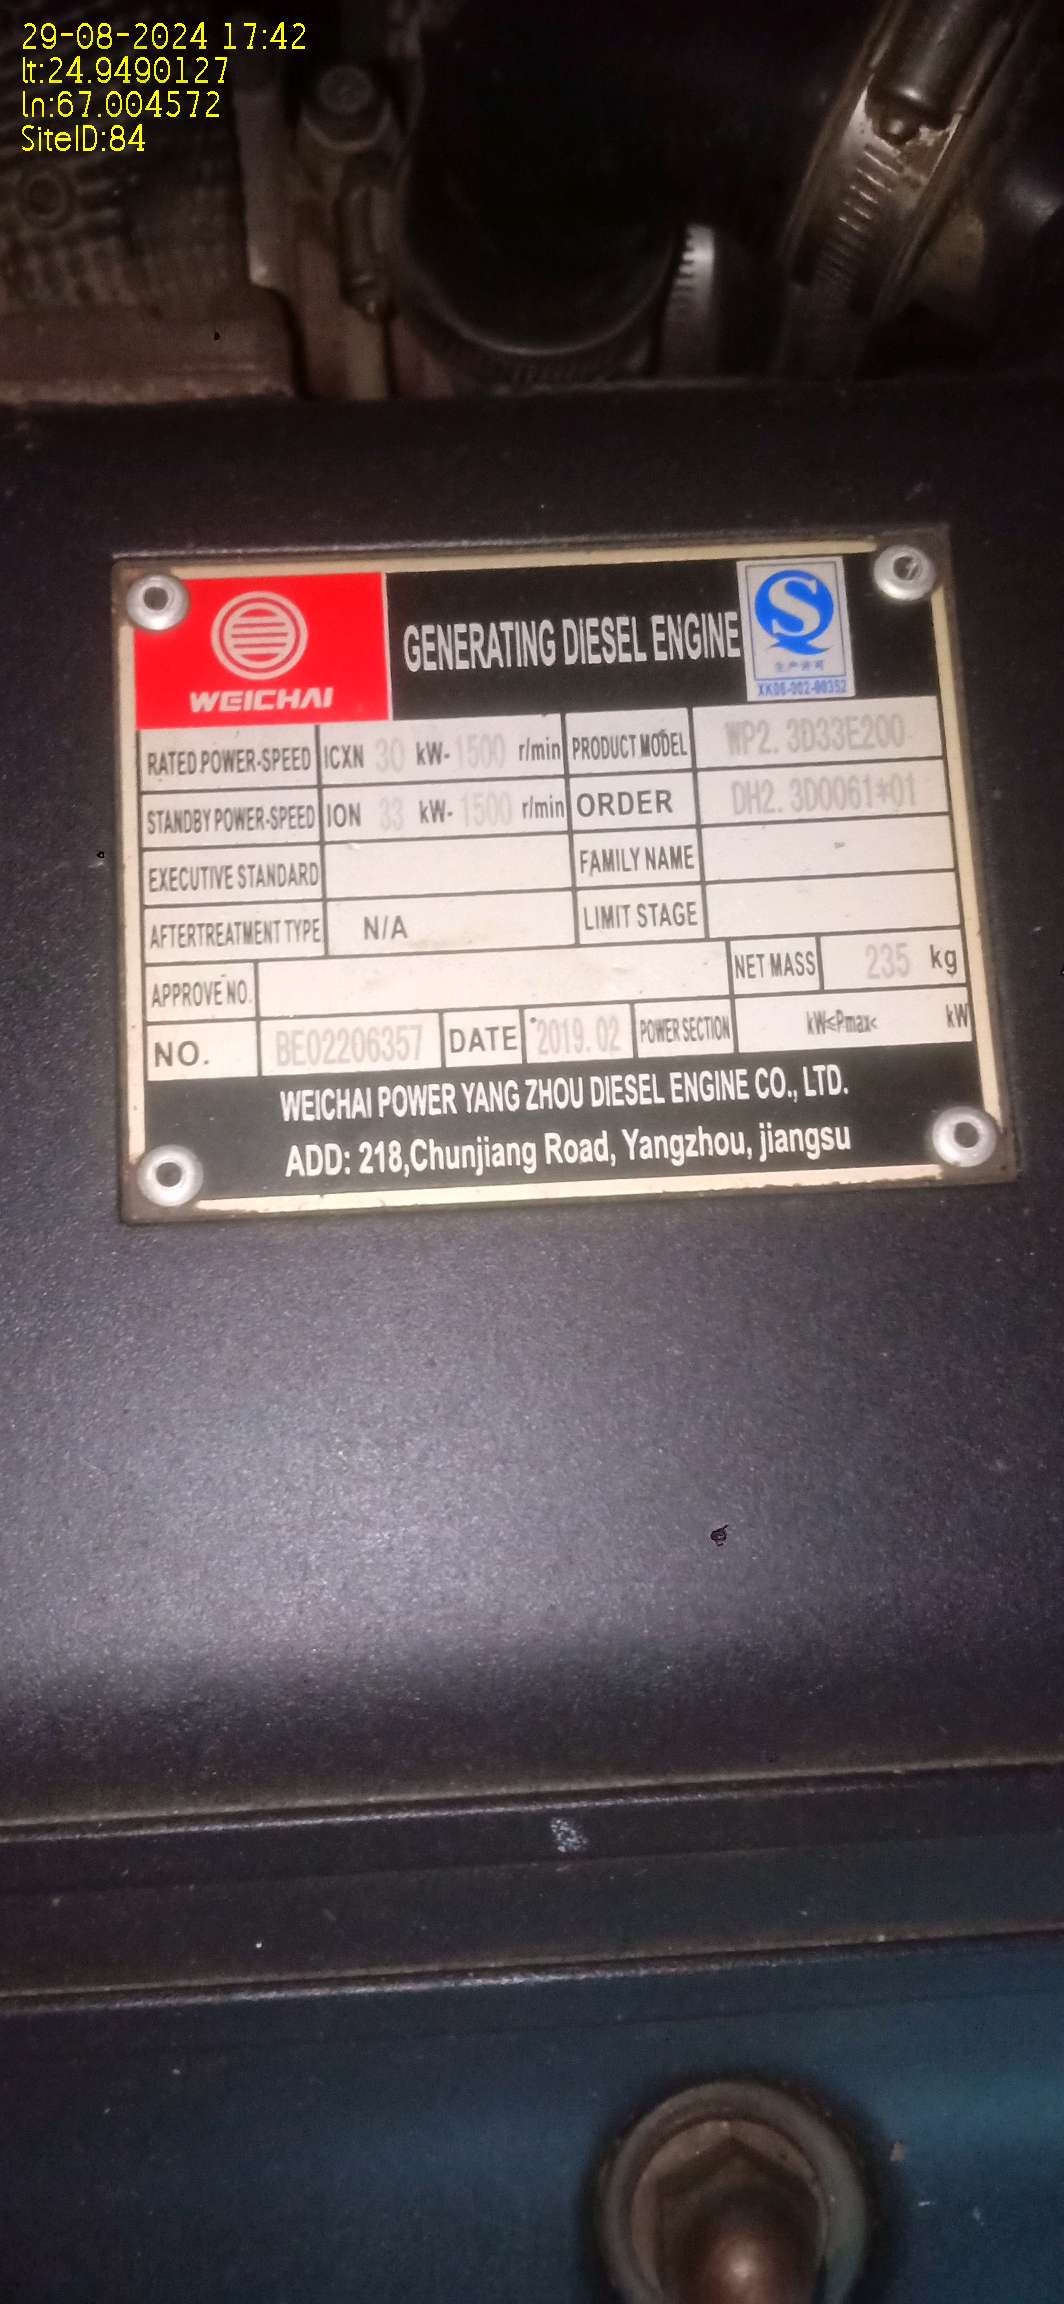 29-08-2024 17:42
lt:24.9490127
ln:67.004572
SiteID:84
WEICHAI
GENERATING DIESEL ENGINE
S
生产许可
XK06-002-00352
RATED POWER-SPEED ICXN 30 kW- 1500 r/min PRODUCT MODEL WP2. 3D33E200
STANDBY POWER-SPEED ION 33 kW- 1500 r/min ORDER DH2. 3D0061*01
EXECUTIVE STANDARD FAMILY NAME -
AFTERTREATMENT TYPE N/A LIMIT STAGE
APPROVE NO. NET MASS 235 kg
NO. BE02206357 DATE 2019.02 POWER SECTION kW≤Pmax< kW
WEICHAI POWER YANG ZHOU DIESEL ENGINE CO., LTD.
ADD: 218,Chunjiang Road, Yangzhou, jiangsu